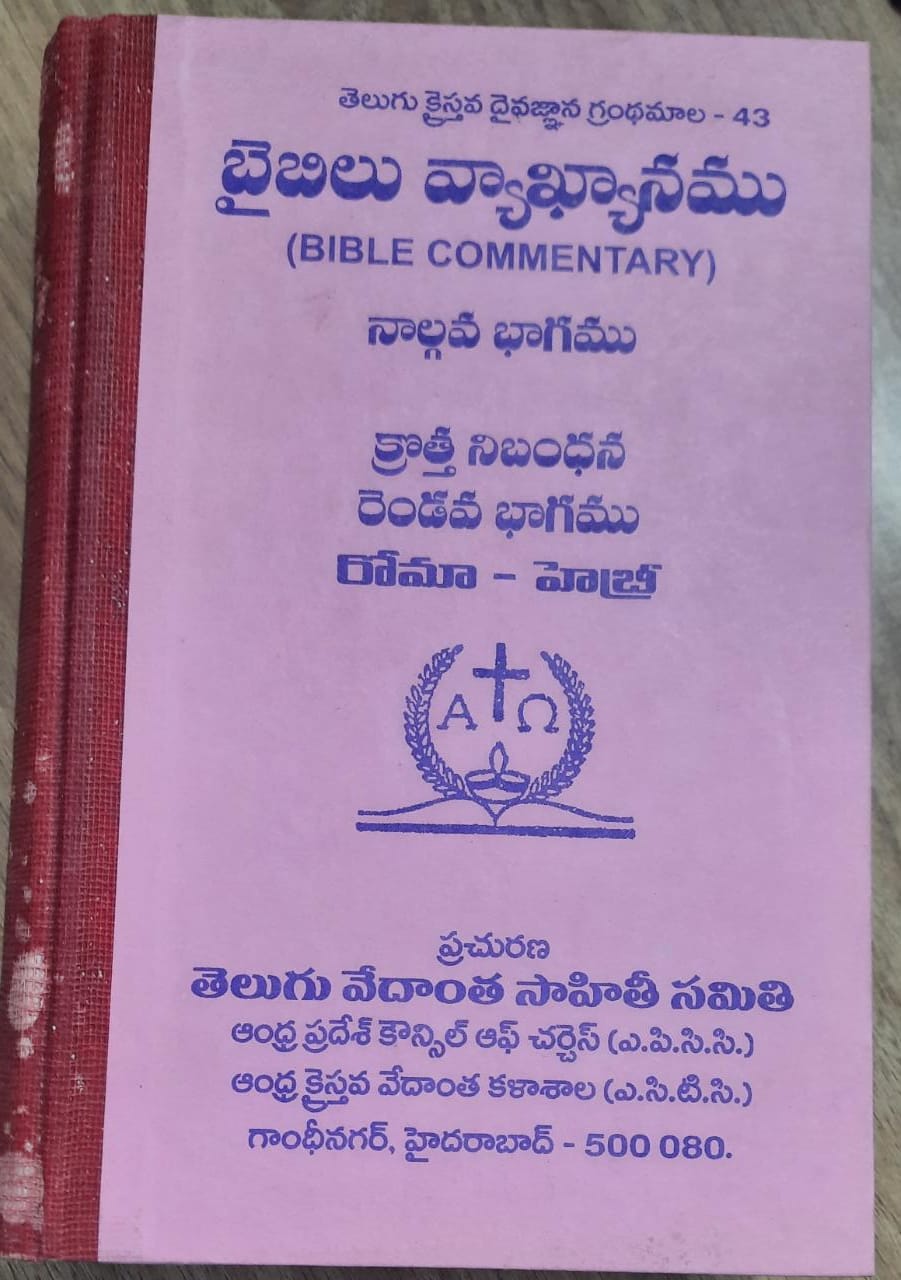 తెలుగు క్రైస్తవ దైవజ్ఞాన గ్రంథమాల - 43
బైబిలు వ్యాఖ్యానము
(BIBLE COMMENTARY)
నాల్గవ భాగము
క్రొత్త నిబంధన
రెండవ భాగము
రోమా - హెబ్రీ
Α Ω
ప్రచురణ
తెలుగు వేదాంత సాహితీ సమితి
ఆంధ్ర ప్రదేశ్ కౌన్సిల్ ఆఫ్ చర్చెస్ (ఎ.పి.సి.సి.)
ఆంధ్ర క్రైస్తవ వేదాంత కళాశాల (ఎ.సి.టి.సి.)
గాంధీనగర్, హైదరాబాద్ - 500 080.